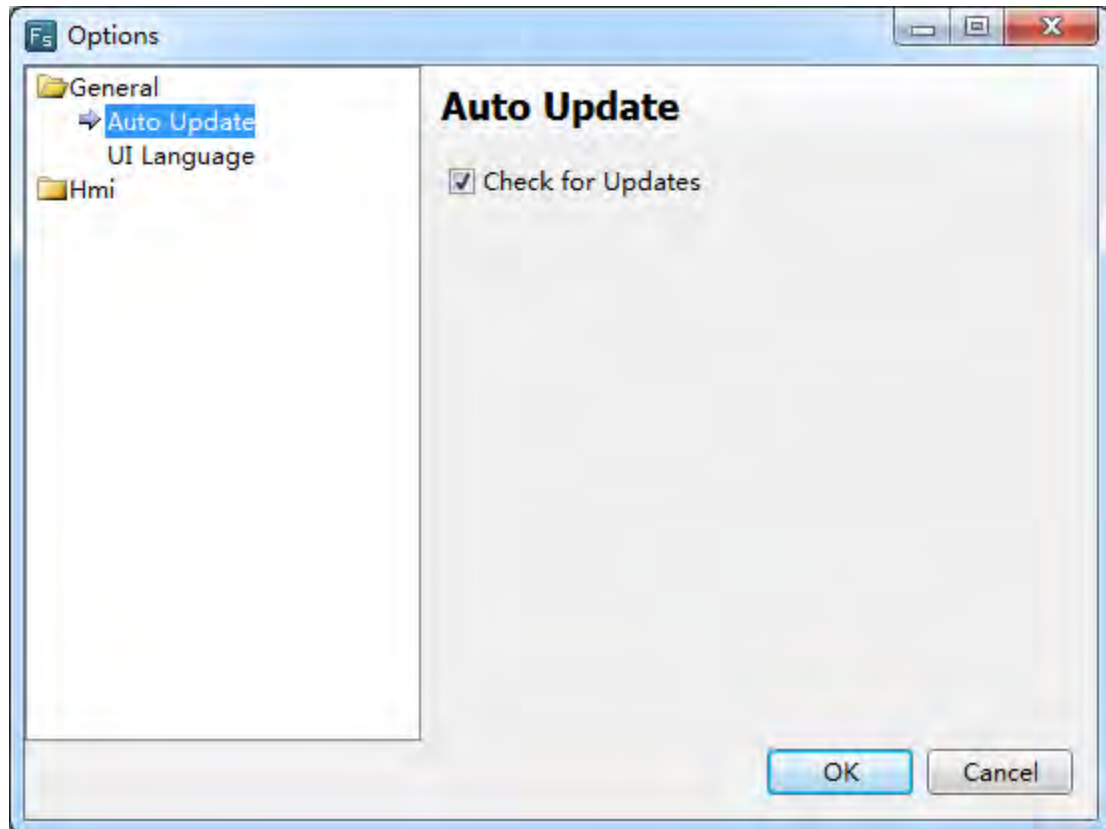 Fs Options
General
Auto Update
UI Language
Hmi
Auto Update
Check for Updates
OK Cancel